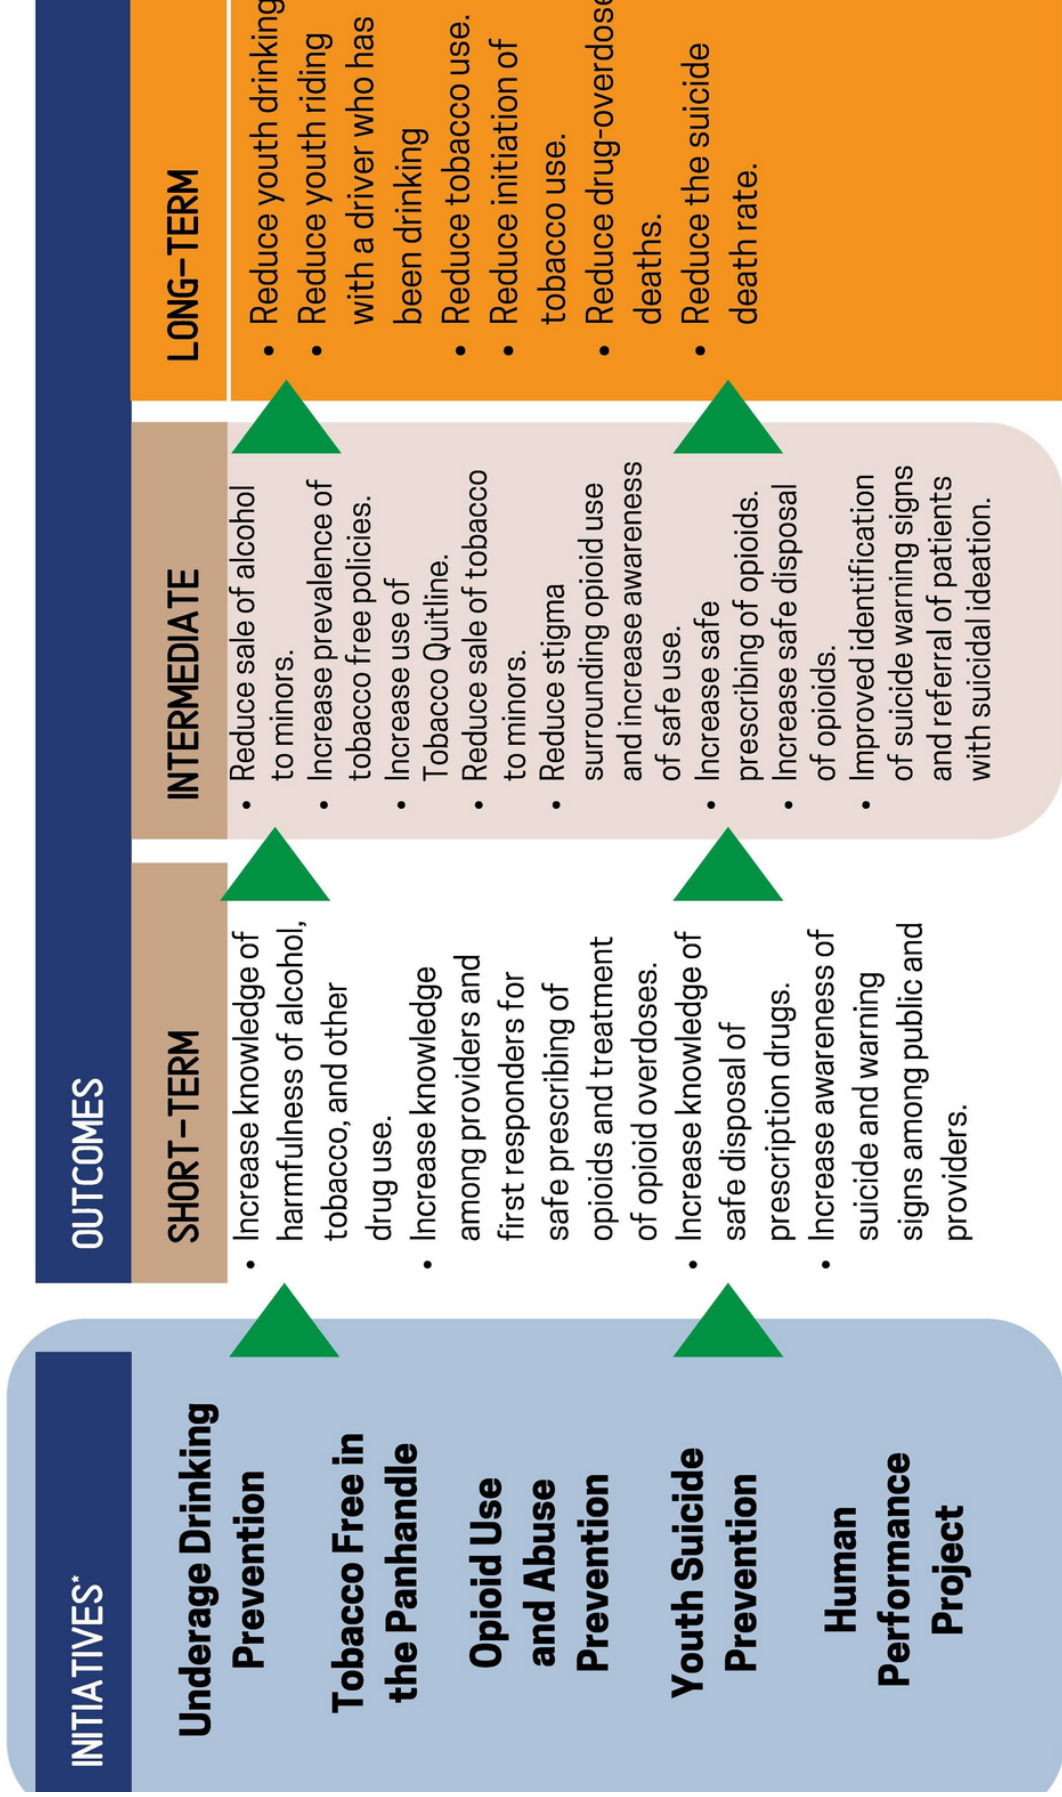 INITIATIVES*
Underage Drinking
Prevention
Tobacco Free in
the Panhandle
Opioid Use
and Abuse
Prevention
Youth Suicide
Prevention
Human
Performance
Project
OUTCOMES
SHORT-TERM
• Increase knowledge of
harmfulness of alcohol,
tobacco, and other
drug use.
• Increase knowledge
among providers and
first responders for
safe prescribing of
opioids and treatment
of opioid overdoses.
• Increase knowledge of
safe disposal of
prescription drugs.
• Increase awareness of
suicide and warning
signs among public and
providers.
INTERMEDIATE
• Reduce sale of alcohol
to minors.
• Increase prevalence of
tobacco free policies.
• Increase use of
Tobacco Quitline.
• Reduce sale of tobacco
to minors.
• Reduce stigma
surrounding opioid use
and increase awareness
of safe use.
• Increase safe
prescribing of opioids.
• Increase safe disposal
of opioids.
• Improved identification
of suicide warning signs
and referral of patients
with suicidal ideation.
LONG-TERM
• Reduce youth drinking
• Reduce youth riding
with a driver who has
been drinking
• Reduce tobacco use.
• Reduce initiation of
tobacco use.
• Reduce drug-overdose
deaths.
• Reduce the suicide
death rate.